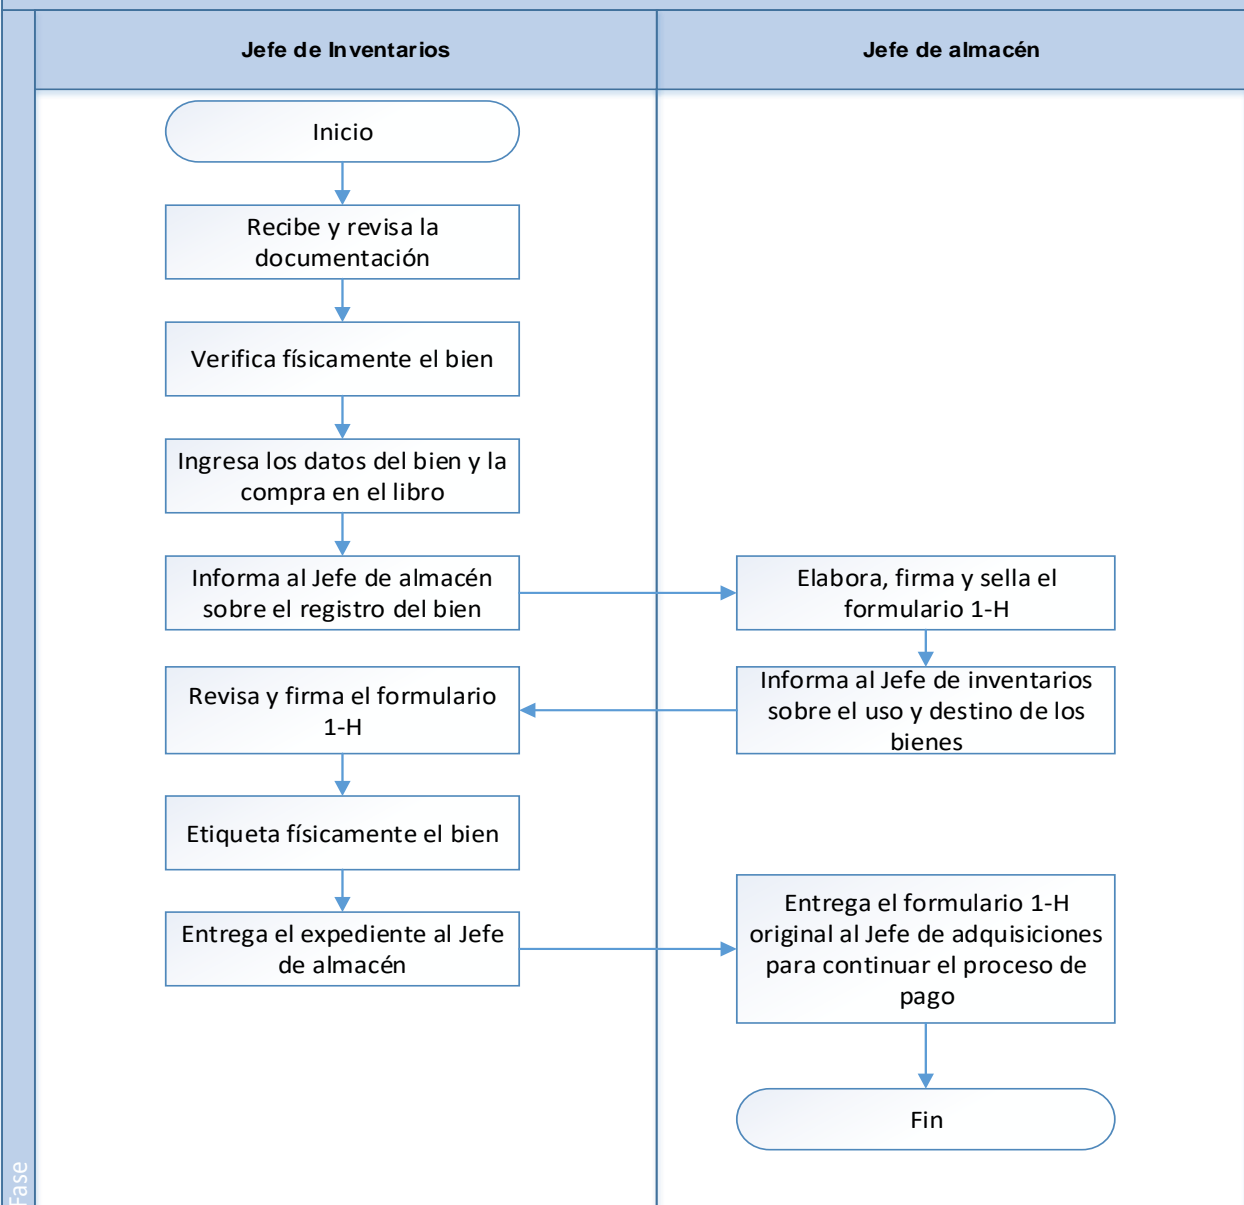 Jefe de Inventarios
Jefe de almacén
Inicio
Recibe y revisa la
documentación
Verifica físicamente el bien
Ingresa los datos del bien y la
compra en el libro
Informa al Jefe de almacén
sobre el registro del bien
Elabora, firma y sella el
formulario 1-H
Informa al Jefe de inventarios
sobre el uso y destino de los
bienes
Revisa y firma el formulario
1-H
Etiqueta físicamente el bien
Entrega el expediente al Jefe
de almacén
Entrega el formulario 1-H
original al Jefe de adquisiciones
para continuar el proceso de
pago
Fin
Fase